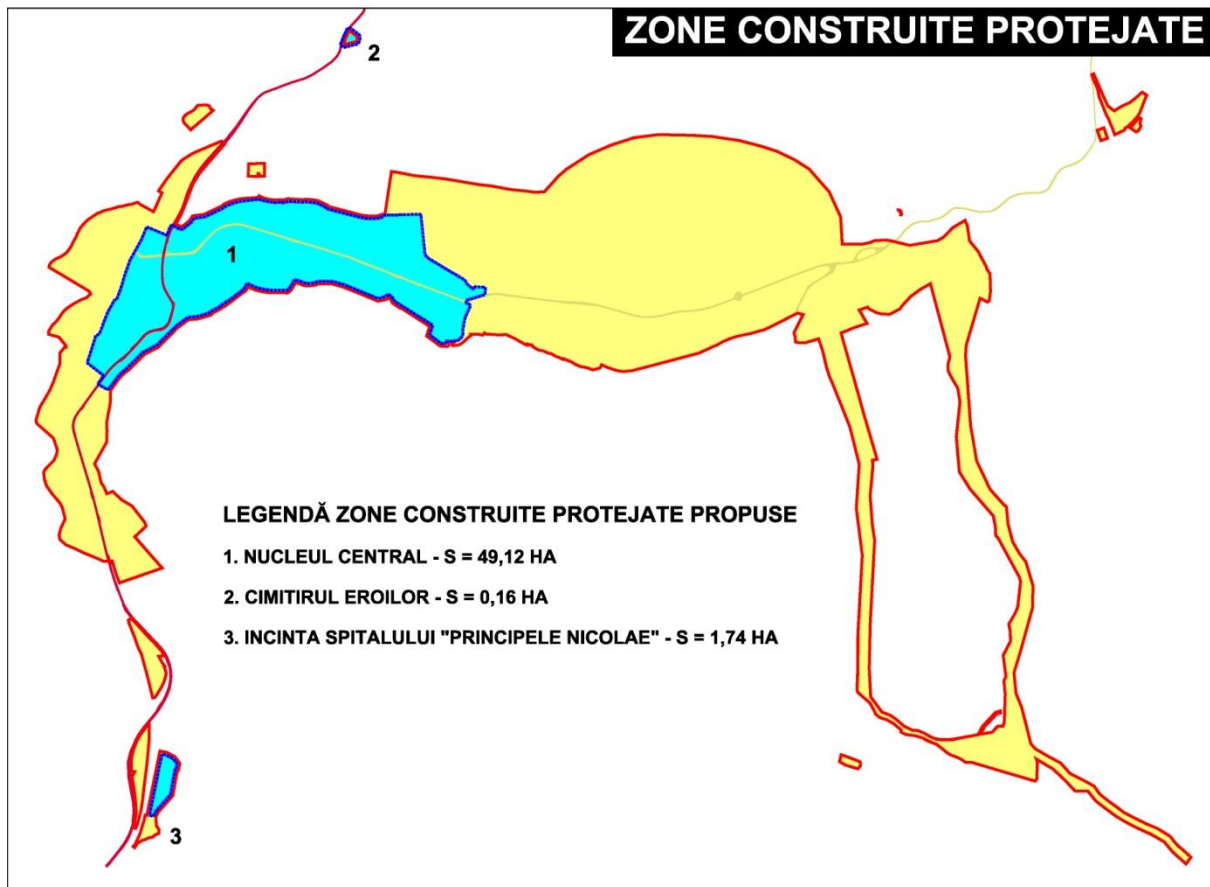 ZONE CONSTRUITE PROTEJATE
2
1
LEGENDĂ ZONE CONSTRUITE PROTEJATE PROPUSE
1. NUCLEUL CENTRAL - S = 49,12 HA
2. CIMITIRUL EROILOR - S = 0,16 HA
3. INCINTA SPITALULUI "PRINCIPELE NICOLAE" - S = 1,74 HA
3